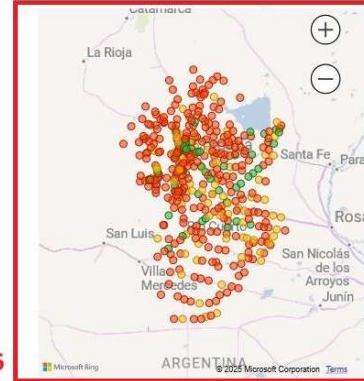 Catamarca
La Rioja
Santa Fe
Para
San Luis
Rosa
San Nicolás
de los
Arroyos
Villa
Mercedes
Junín
ARGENTINA
Microsoft Bing
© 2025 Microsoft Corporation Terms